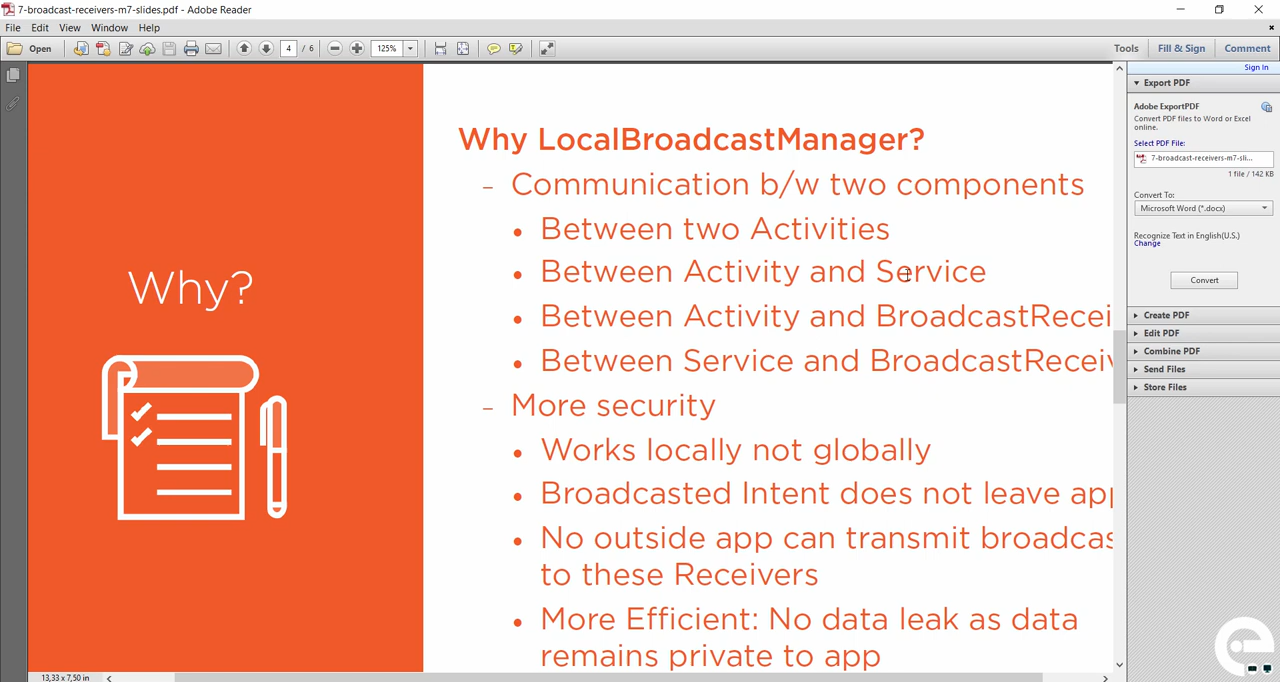 7-broadcast-receivers-m7-slides.pdf - Adobe Reader
File Edit View Window Help
Open 4 / 6 125% Tools Fill & Sign Comment
Sign In
Export PDF
Adobe ExportPDF
Convert PDF files to Word or Excel
online.
Select PDF File:
7-broadcast-receivers-m7-sli...
1 file / 142 KB
Convert To:
Microsoft Word (*.docx)
Recognize Text in English(U.S.)
Change
Convert
Create PDF
Edit PDF
Combine PDF
Send Files
Store Files
Why?
Why LocalBroadcastManager?
– Communication b/w two components
• Between two Activities
• Between Activity and Service
• Between Activity and BroadcastRecei
• Between Service and BroadcastReceiv
– More security
• Works locally not globally
• Broadcasted Intent does not leave app
• No outside app can transmit broadcas
to these Receivers
• More Efficient: No data leak as data
remains private to app
13,33 x 7,50 in